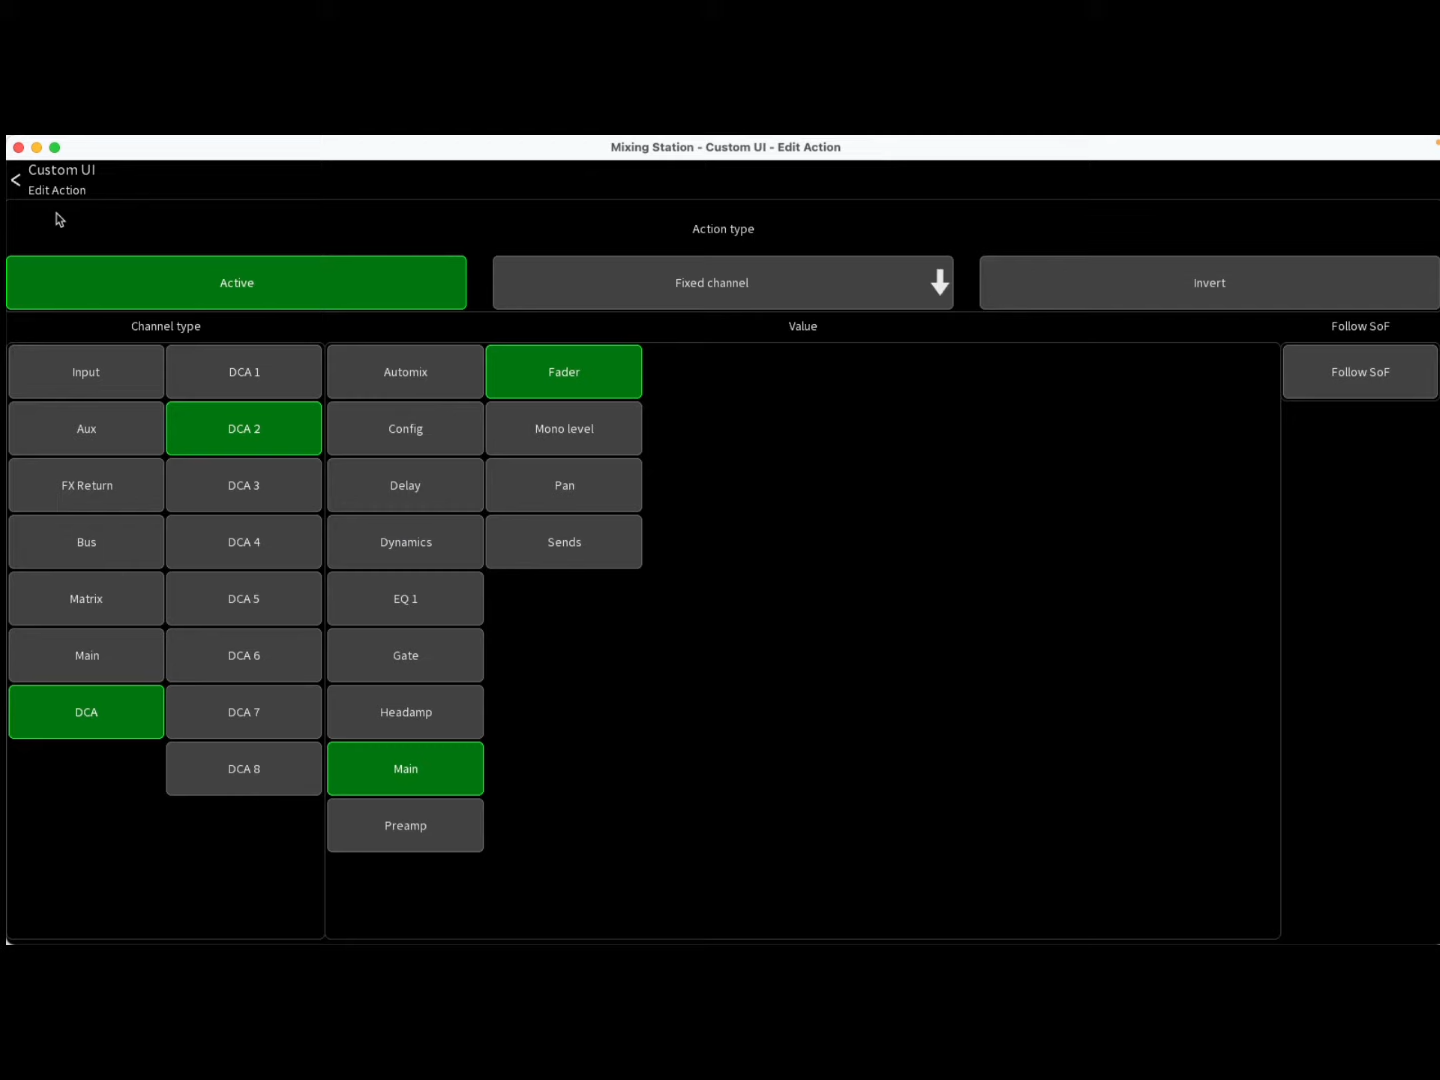 Mixing Station - Custom UI - Edit Action
< Custom UI
Edit Action
Action type
Active
Fixed channel
Invert
Channel type
Value
Follow SoF
Input
DCA 1
Automix
Fader
Follow SoF
Aux
DCA 2
Config
Mono level
FX Return
DCA 3
Delay
Pan
Bus
DCA 4
Dynamics
Sends
Matrix
DCA 5
EQ 1
Main
DCA 6
Gate
DCA
DCA 7
Headamp
DCA 8
Main
Preamp